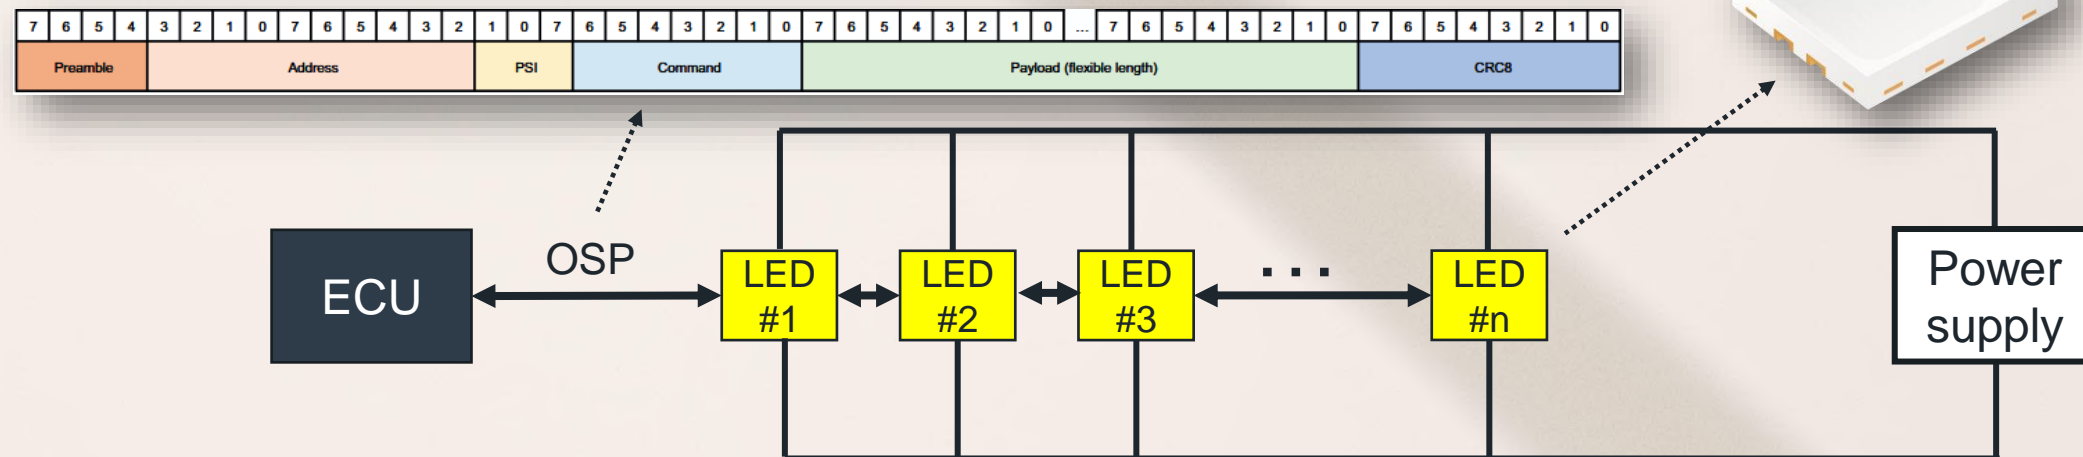 7 6 5 4 3 2 1 0 7 6 5 4 3 2 1 0 7 6 5 4 3 2 1 0 7 6 5 4 3 2 1 0 ... 7 6 5 4 3 2 1 0 7 6 5 4 3 2 1 0
Preamble Address PSI Command Payload (flexible length) CRC8
OSP
ECU
LED
#1
LED
#2
LED
#3
. . .
LED
#n
Power
supply